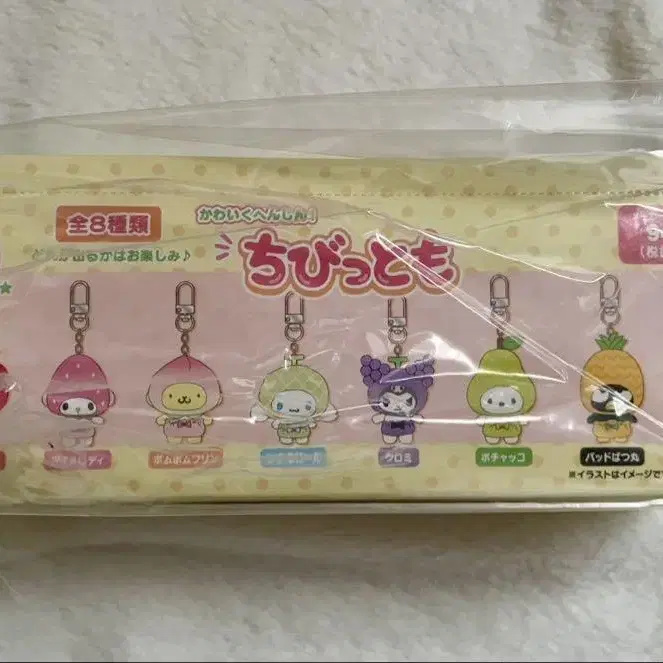 全8種類
どれが出るかはお楽しみ♪
かわいくへんしん!
ちびっとも
ポムポムプリン
クロミ
ポチャッコ
バッドばつ丸
※イラストはイメージで